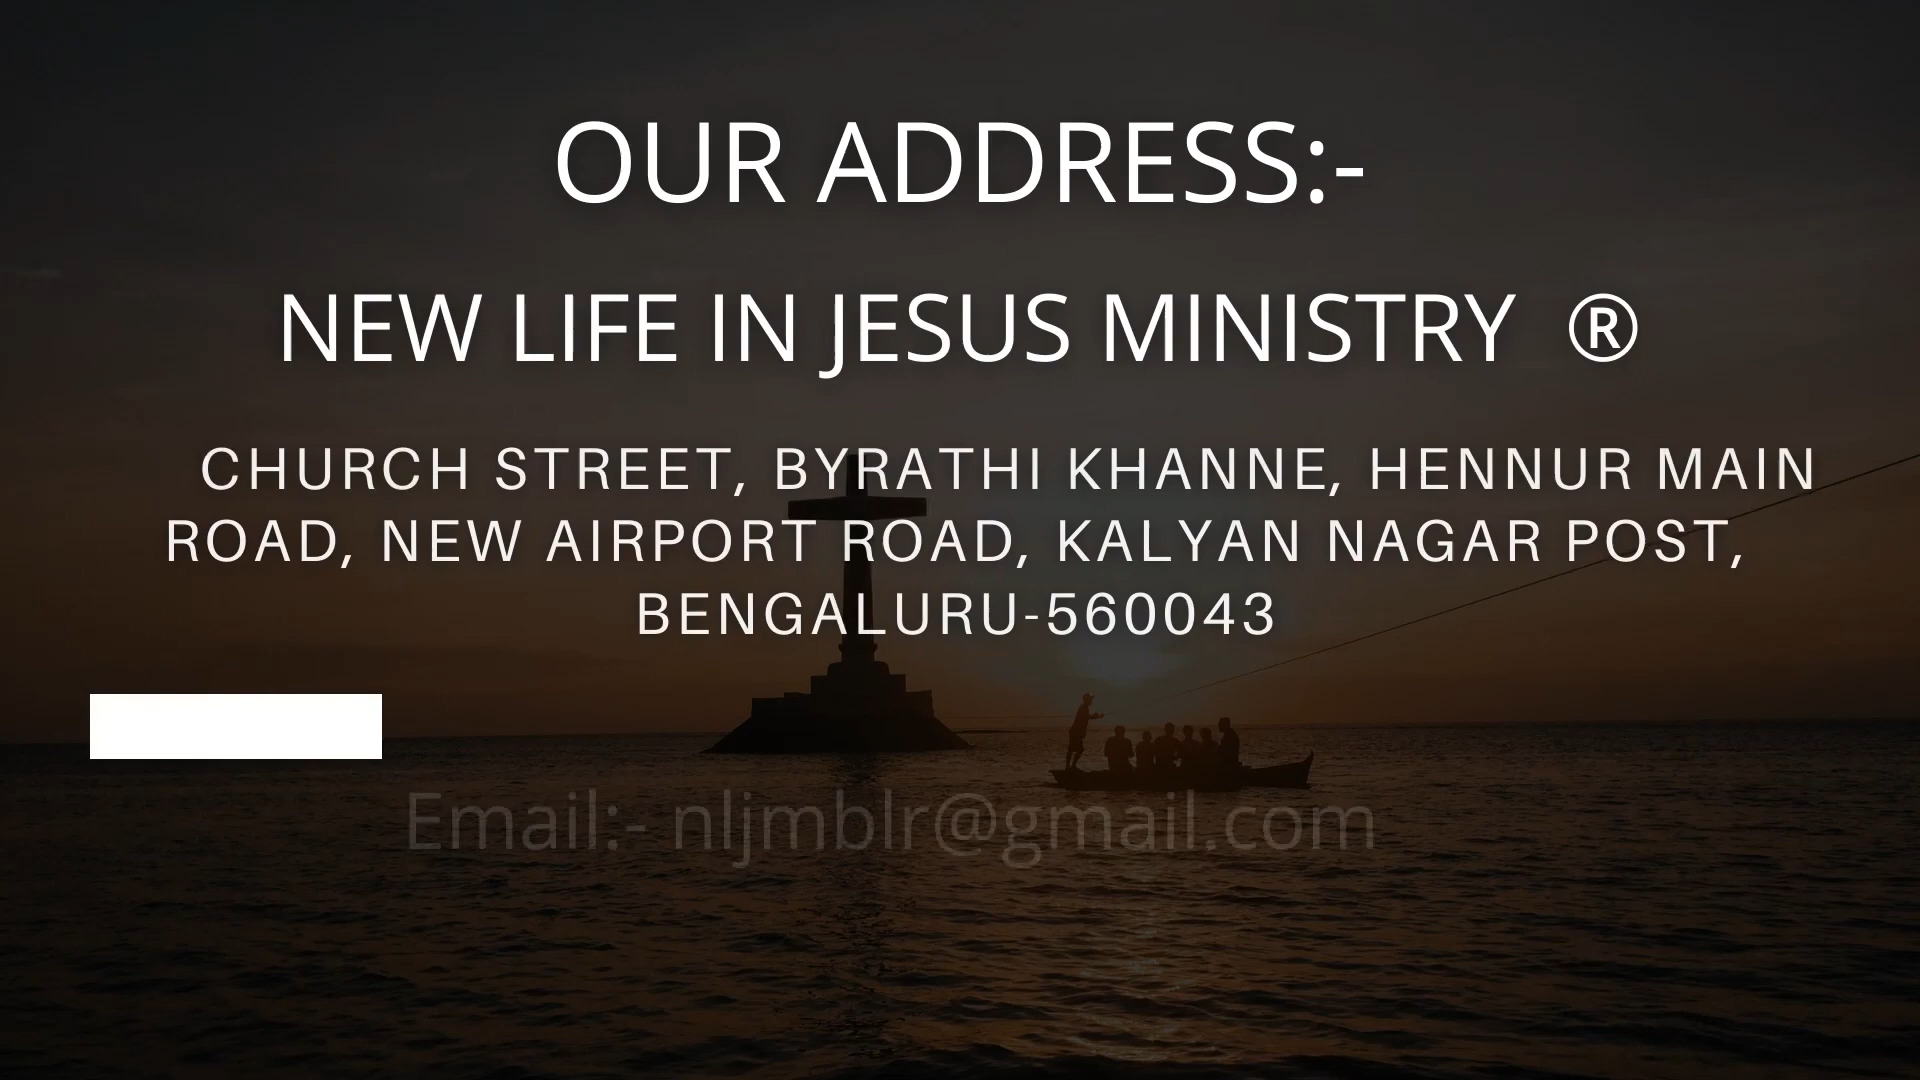 OUR ADDRESS:-
NEW LIFE IN JESUS MINISTRY ®
CHURCH STREET, BYRATHI KHANNE, HENNUR MAIN
ROAD, NEW AIRPORT ROAD, KALYAN NAGAR POST,
BENGALURU-560043
Email:- nljmblr@gmail.com